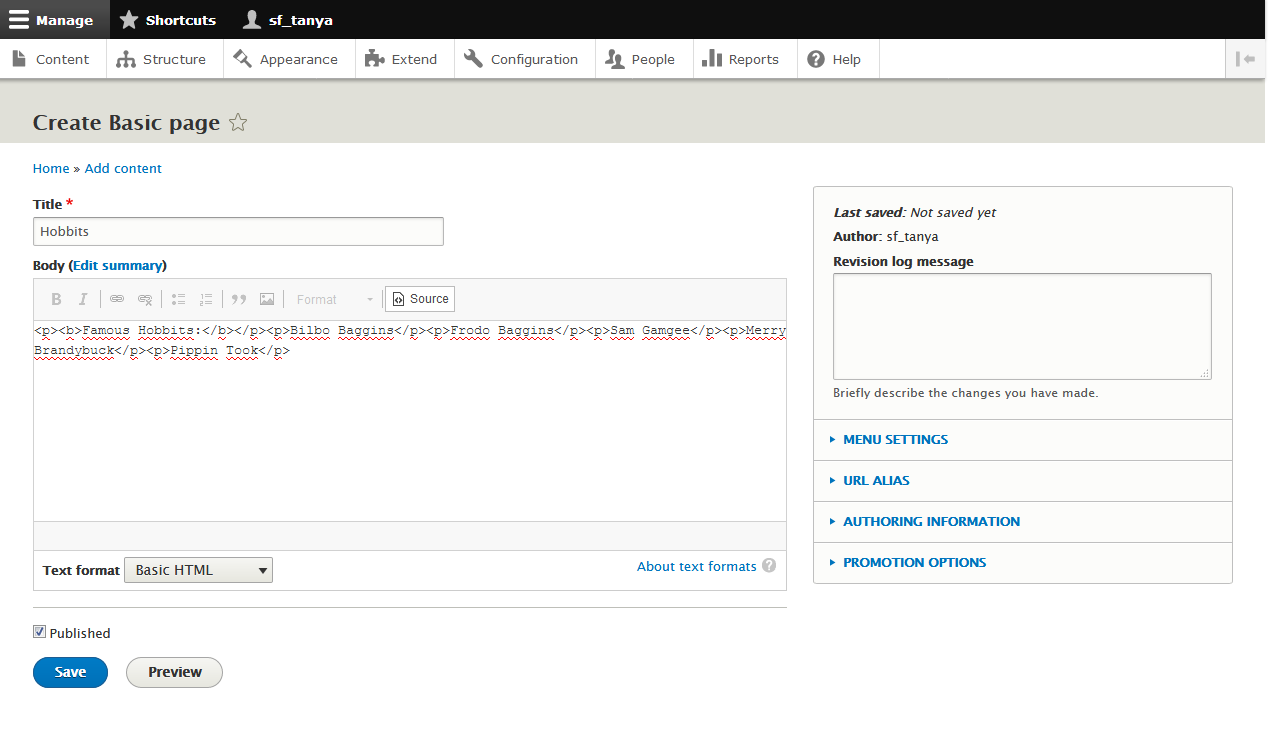 Manage Shortcuts sf_tanya
Content Structure Appearance Extend Configuration People Reports Help
Create Basic page
Home » Add content
Title *
Hobbits
Body (Edit summary)
B I Format Source
<p><b>Famous Hobbits:</b></p><p>Bilbo Baggins</p><p>Frodo Baggins</p><p>Sam Gamgee</p><p>Merry
Brandybuck</p><p>Pippin Took</p>
Text format Basic HTML About text formats ?
Published
Save Preview
Last saved: Not saved yet
Author: sf_tanya
Revision log message
Briefly describe the changes you have made.
MENU SETTINGS
URL ALIAS
AUTHORING INFORMATION
PROMOTION OPTIONS